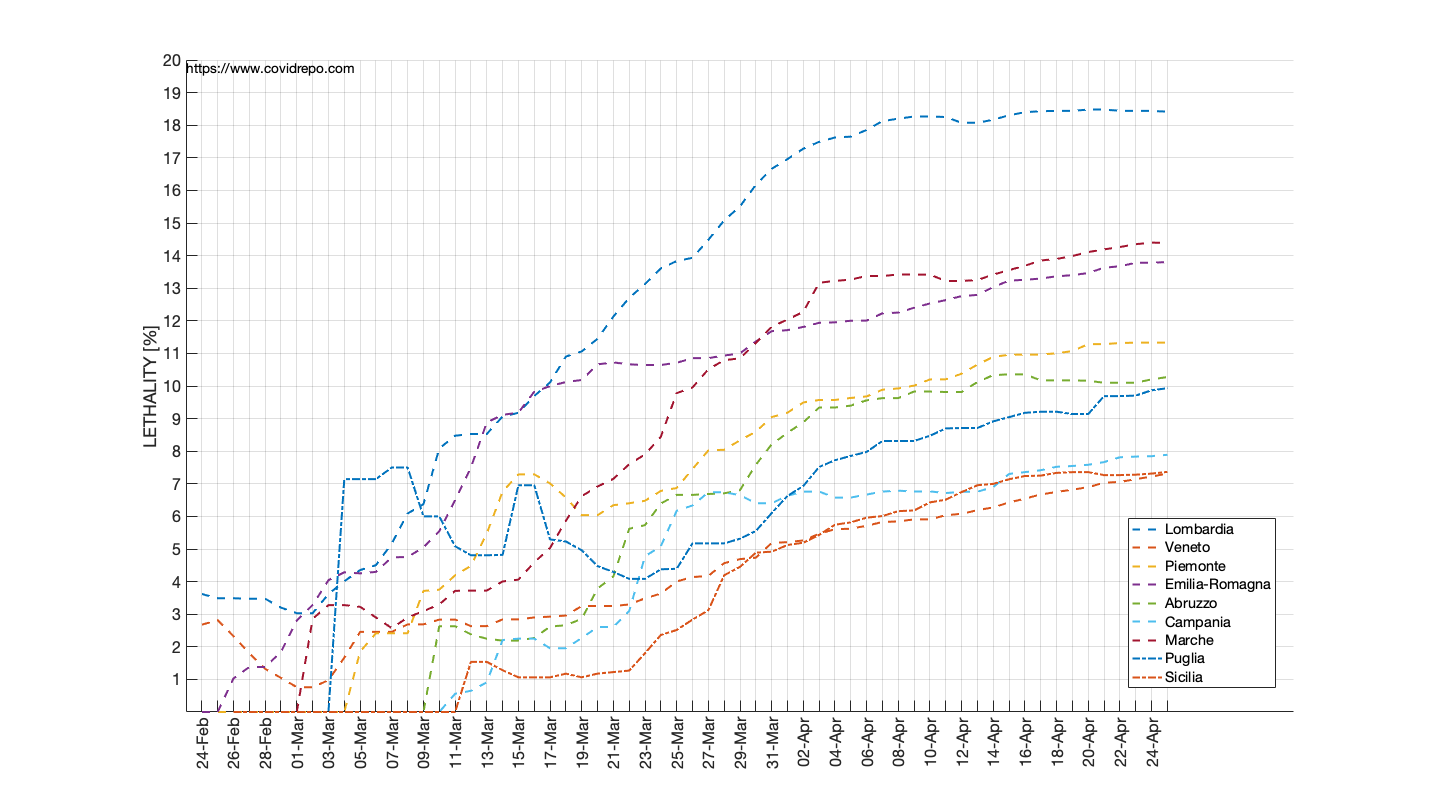 https://www.covidrepo.com
LETHALITY [%]
20
19
18
17
16
15
14
13
12
11
10
9
8
7
6
5
4
3
2
1
24-Feb
26-Feb
28-Feb
01-Mar
03-Mar
05-Mar
07-Mar
09-Mar
11-Mar
13-Mar
15-Mar
17-Mar
19-Mar
21-Mar
23-Mar
25-Mar
27-Mar
29-Mar
31-Mar
02-Apr
04-Apr
06-Apr
08-Apr
10-Apr
12-Apr
14-Apr
16-Apr
18-Apr
20-Apr
22-Apr
24-Apr
Lombardia
Veneto
Piemonte
Emilia-Romagna
Abruzzo
Campania
Marche
Puglia
Sicilia